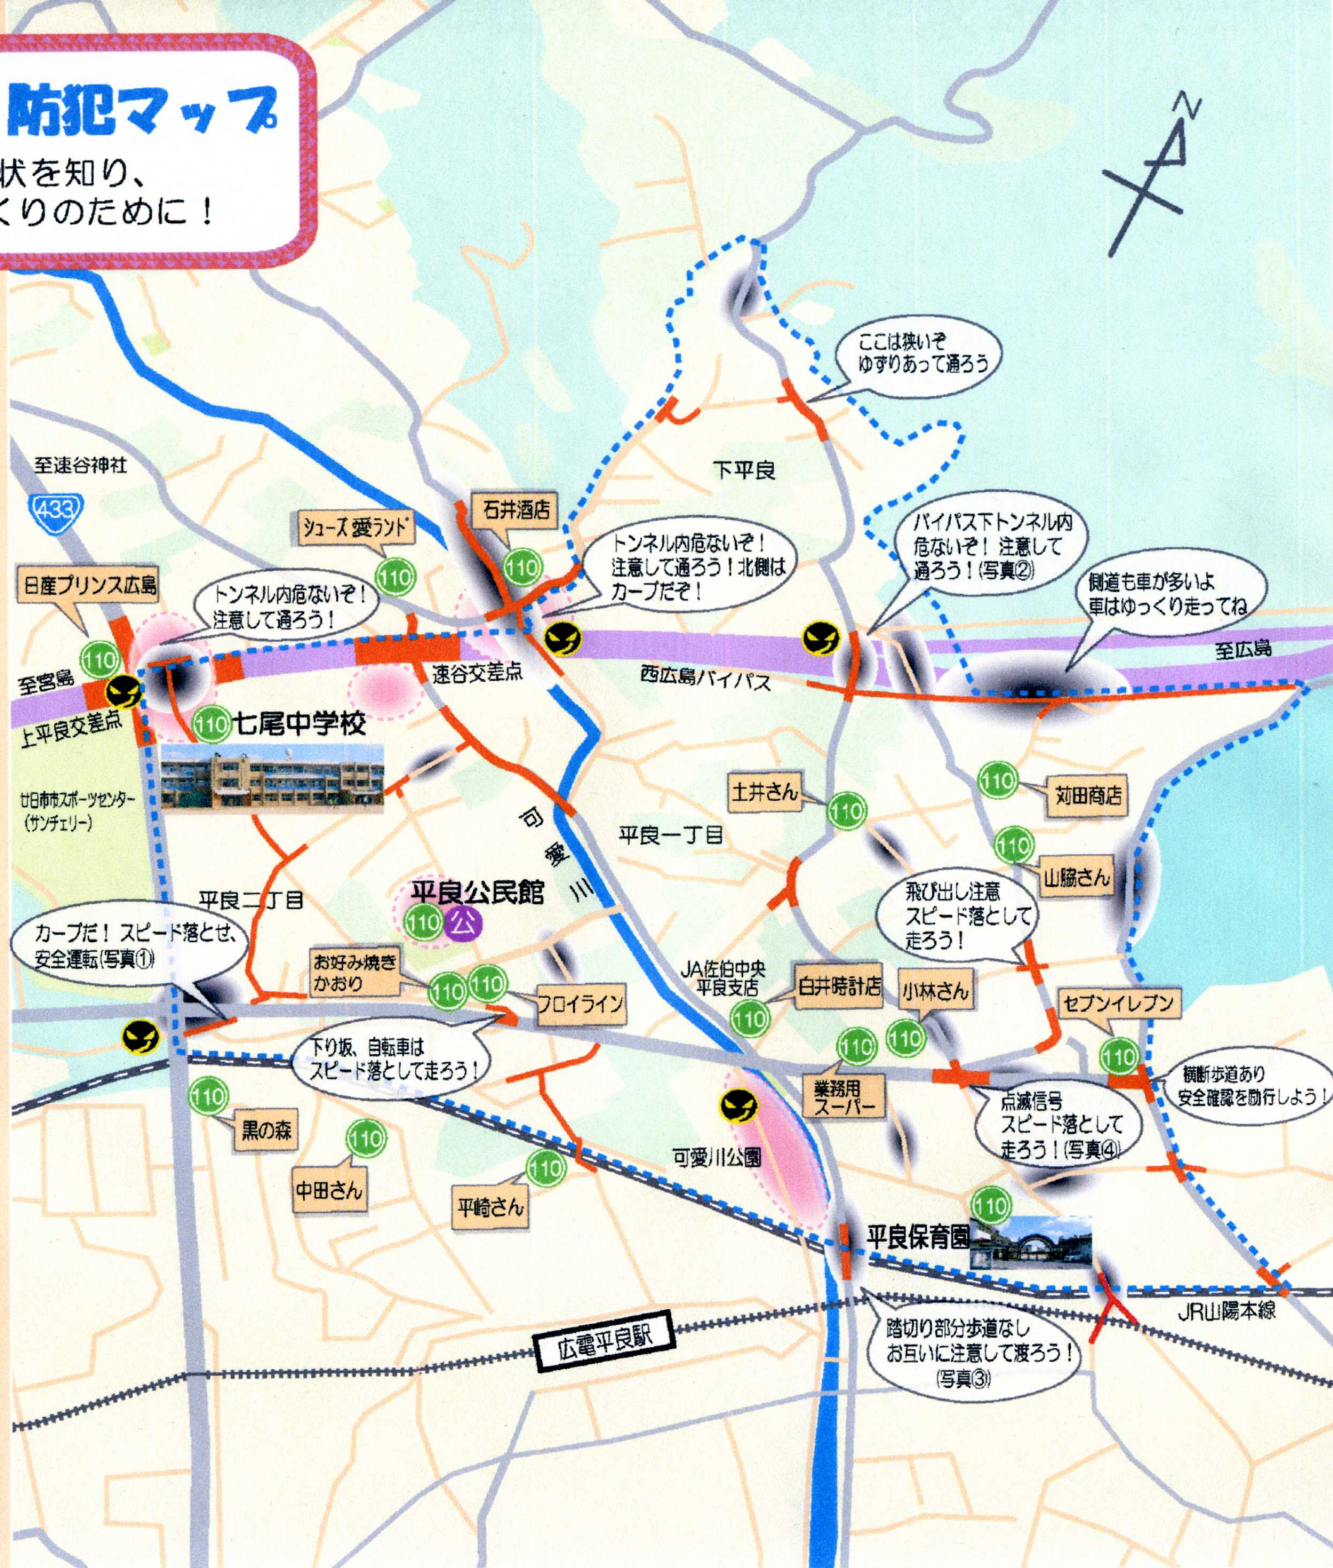 防犯マップ
状を知り、
くりのために！
N
至速谷神社
433
日産プリンス広島
110
至宮島
上平良交差点
廿日市市スポーツセンター
（サンチェリー）
シューズ愛ランド
110
石井酒店
110
トンネル内危ないぞ！
注意して通ろう！
トンネル内危ないぞ！
注意して通ろう！北側は
カーブだぞ！
ここは狭いぞ
ゆずりあって通ろう
下平良
バイパス下トンネル内
危ないぞ！ 注意して
通ろう！(写真②)
側道も車が多いよ
車はゆっくり走ってね
至広島
速谷交差点
西広島バイパス
110
七尾中学校
可愛川
平良一丁目
土井さん
110
110
苅田商店
110
山脇さん
平良二丁目
平良公民館
110
公
飛び出し注意
スピード落として
走ろう！
カーブだ！ スピード落とせ、
安全運転(写真①)
お好み焼き
かおり
110
110
フロイライン
JA佐伯中央
平良支店
110
白井時計店
110
小林さん
110
セブンイレブン
110
下り坂、自転車は
スピード落として走ろう！
業務用
スーパー
点滅信号
スピード落として
走ろう！(写真④)
横断歩道あり
安全確認を励行しよう！
110
黒の森
110
中田さん
110
平崎さん
可愛川公園
110
平良保育園
JR山陽本線
広電平良駅
踏切り部分歩道なし
お互いに注意して渡ろう！
(写真③)